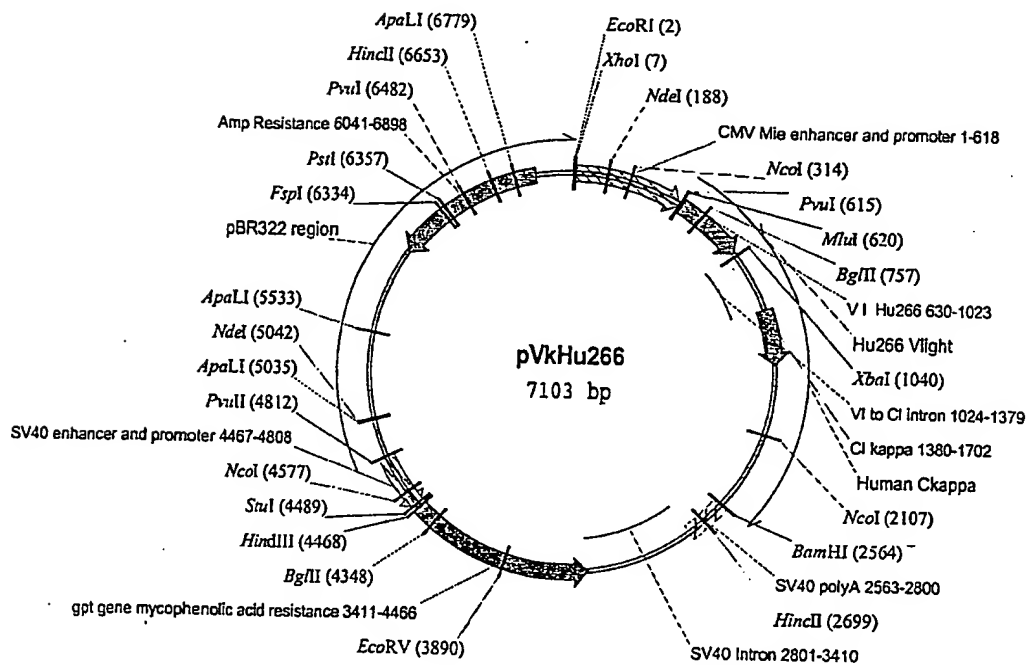 ApaLI (6779)
HincII (6653)
PvuI (6482)
Amp Resistance 6041-6898
PstI (6357)
FspI (6334)
pBR322 region
ApaLI (5533)
NdeI (5042)
ApaLI (5035)
PvuII (4812)
SV40 enhancer and promoter 4467-4808
NcoI (4577)
StuI (4489)
HindIII (4468)
BglII (4348)
gpt gene mycophenolic acid resistance 3411-4466
EcoRV (3890)
EcoRI (2)
XhoI (7)
NdeI (188)
CMV Mie enhancer and promoter 1-618
NcoI (314)
PvuI (615)
MluI (620)
BglII (757)
V l Hu266 630-1023
Hu266 Vlight
XbaI (1040)
Vl to Cl intron 1024-1379
Cl kappa 1380-1702
Human Ckappa
NcoI (2107)
BamHI (2564)
SV40 polyA 2563-2800
HincII (2699)
SV40 Intron 2801-3410
pVkHu266
7103 bp